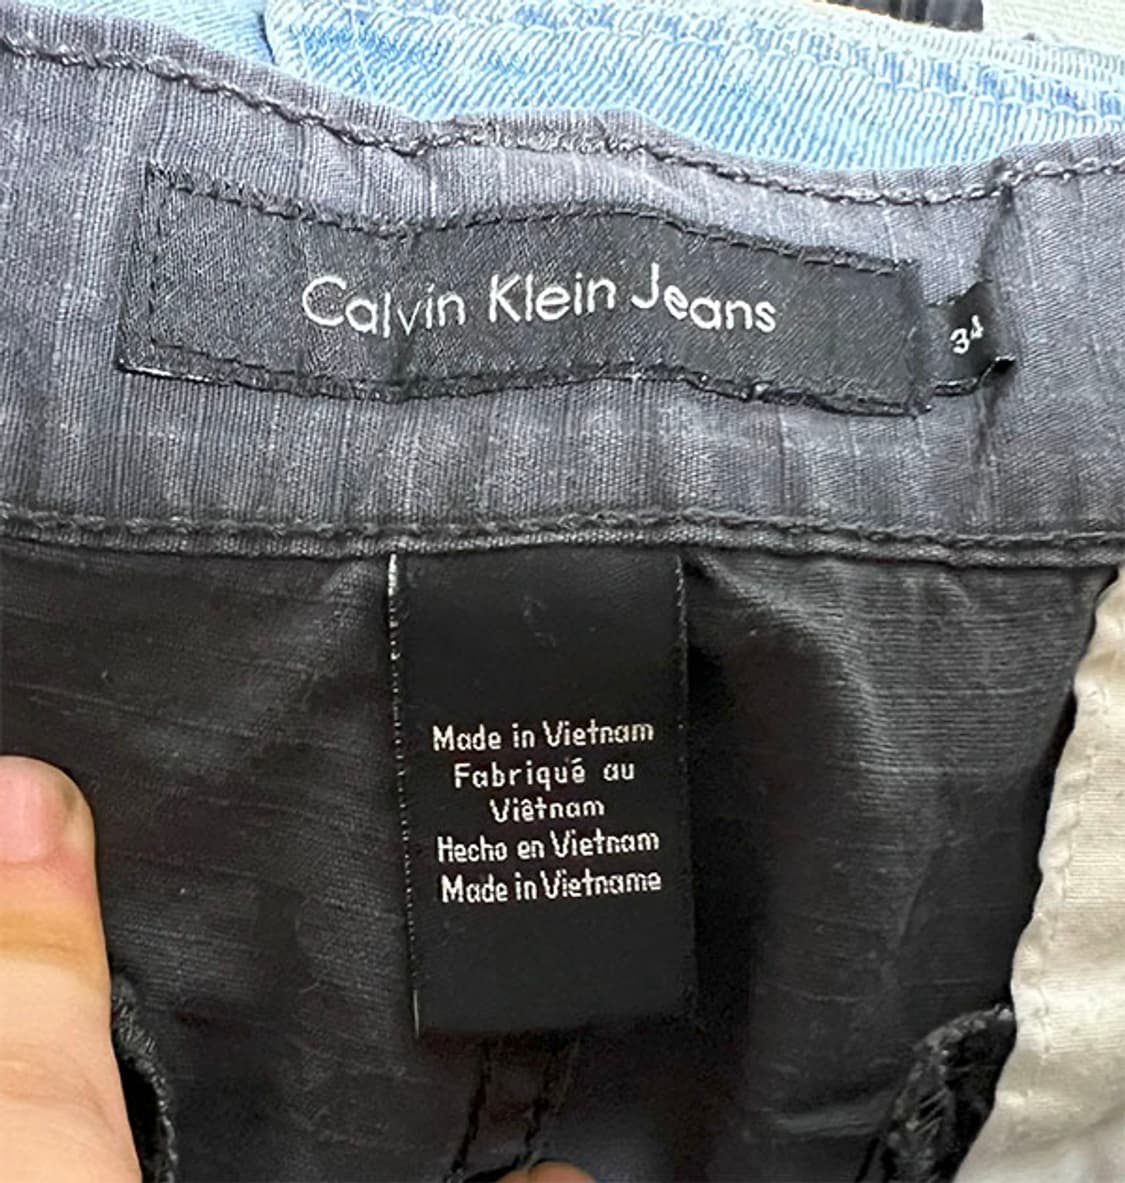 Calvin Klein Jeans
34
Made in Vietnam
Fabriqué au
Viêtnam
Hecho en Vietnam
Made in Vietname